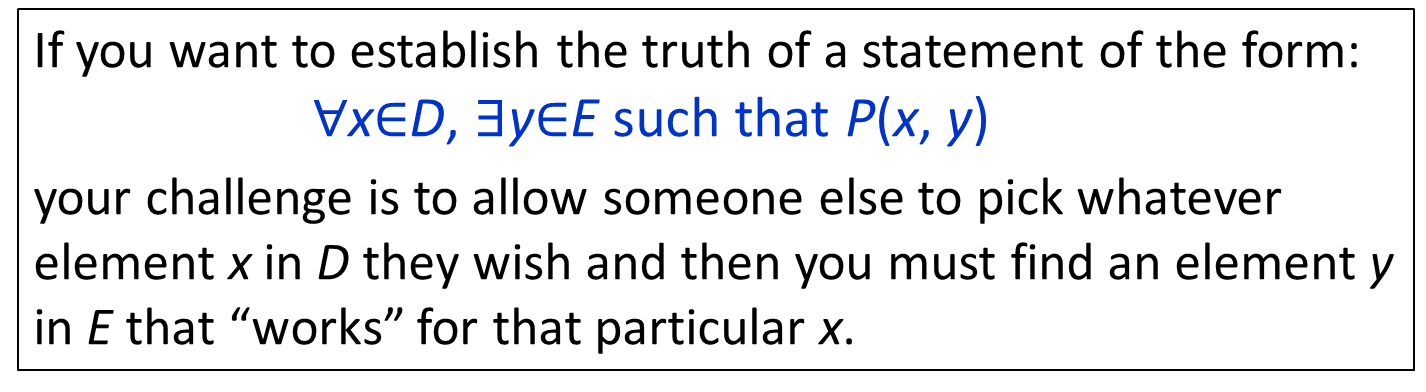 If you want to establish the truth of a statement of the form:
∀x∈D, ∃y∈E such that P(x, y)
your challenge is to allow someone else to pick whatever
element x in D they wish and then you must find an element y
in E that “works” for that particular x.